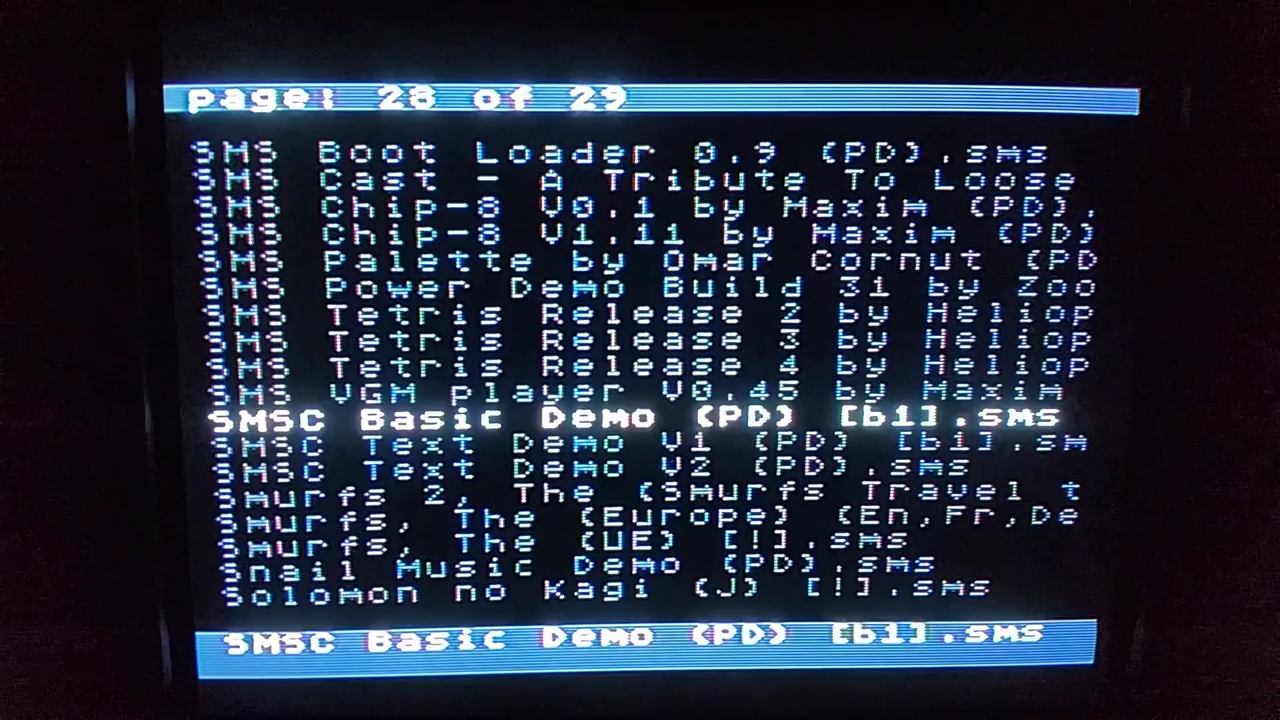 page: 28 of 29
SMS Boot Loader 0.9 (PD).sms
SMS Cast - A Tribute To Loose
SMS Chip-8 V0.1 by Maxim (PD).
SMS Chip-8 V1.11 by Maxim (PD)
SMS Palette by Omar Cornut (PD
SMS Power Demo Build 31 by Zoo
SMS Tetris Release 2 by Heliop
SMS Tetris Release 3 by Heliop
SMS Tetris Release 4 by Heliop
SMS VGM player V0.45 by Maxim
SMSC Basic Demo (PD) [b1].sms
SMSC Text Demo V1 (PD) [b1].sm
SMSC Text Demo V2 (PD).sms
Smurfs 2, The (Smurfs Travel t
Smurfs, The (Europe) (En,Fr,De
Smurfs, The (UE) [!].sms
Snail Music Demo (PD).sms
Solomon no Kagi (J) [!].sms
SMSC Basic Demo (PD) [b1].sms